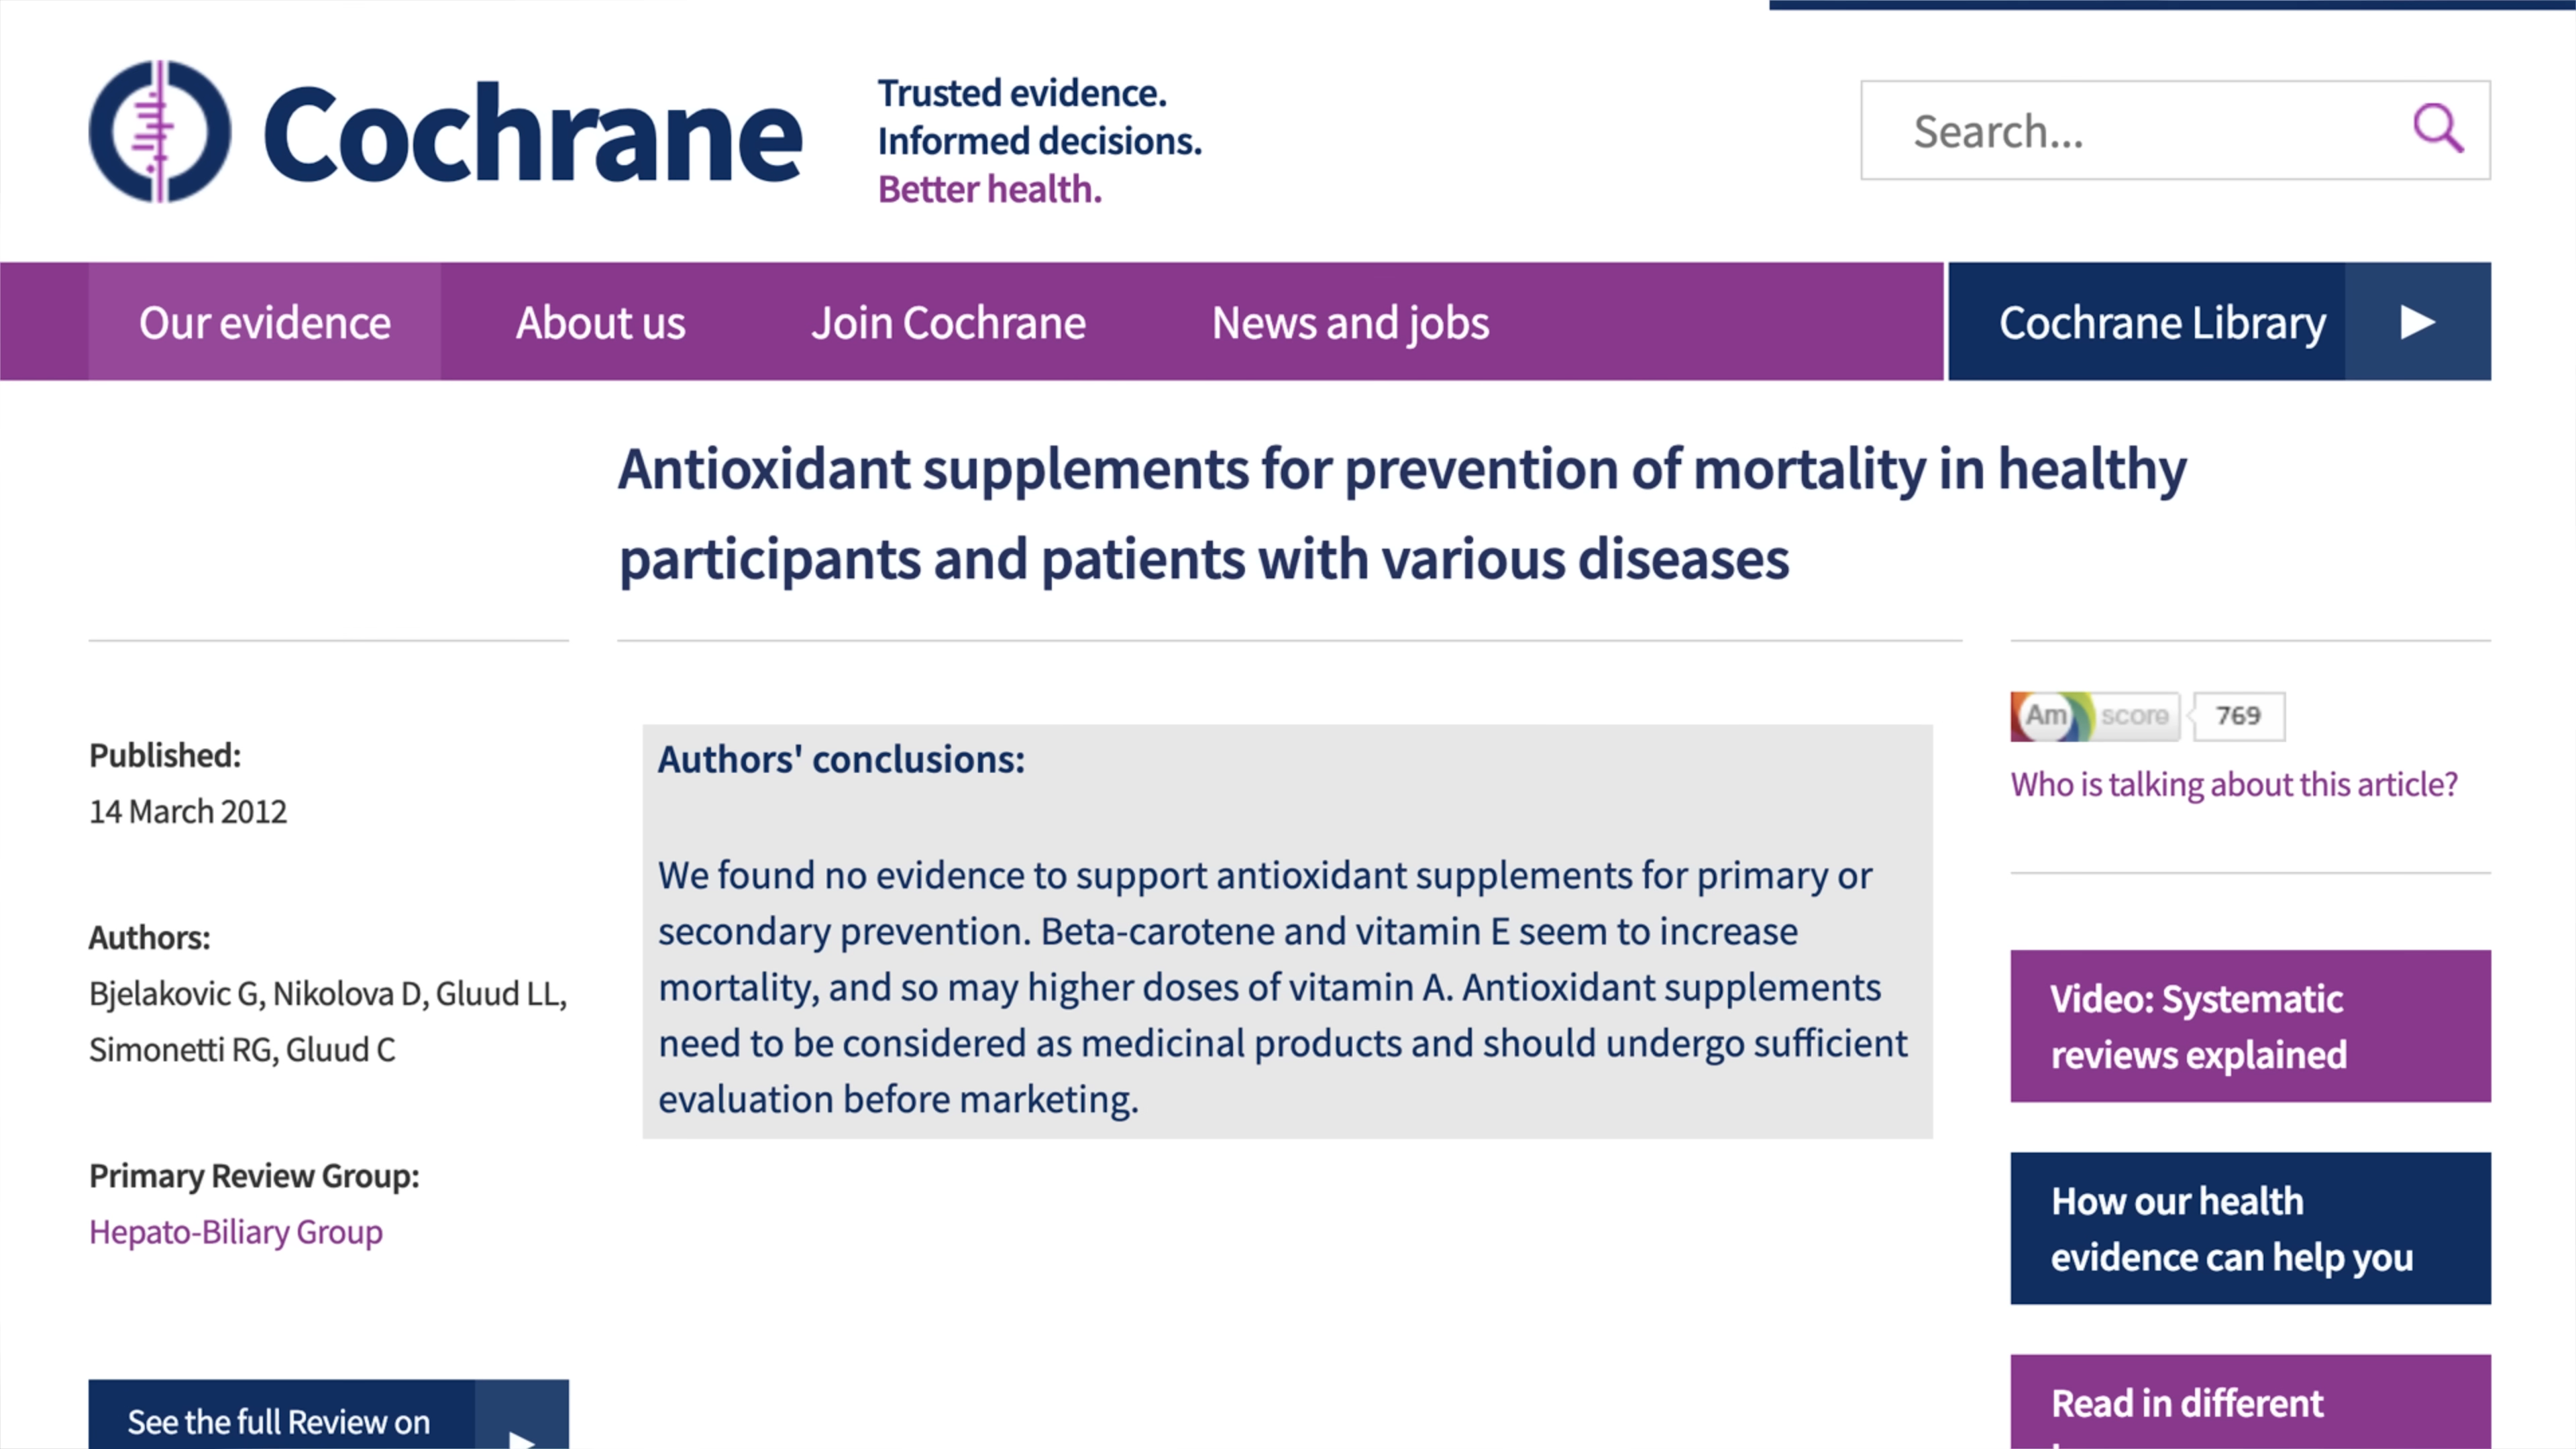 Cochrane
Trusted evidence.
Informed decisions.
Better health.
Search...
Our evidence
About us
Join Cochrane
News and jobs
Cochrane Library
Antioxidant supplements for prevention of mortality in healthy
participants and patients with various diseases
Published:
14 March 2012
Authors:
Bjelakovic G, Nikolova D, Gluud LL,
Simonetti RG, Gluud C
Primary Review Group:
Hepato-Biliary Group
See the full Review on
Authors' conclusions:
We found no evidence to support antioxidant supplements for primary or
secondary prevention. Beta-carotene and vitamin E seem to increase
mortality, and so may higher doses of vitamin A. Antioxidant supplements
need to be considered as medicinal products and should undergo sufficient
evaluation before marketing.
Am score 769
Who is talking about this article?
Video: Systematic
reviews explained
How our health
evidence can help you
Read in different